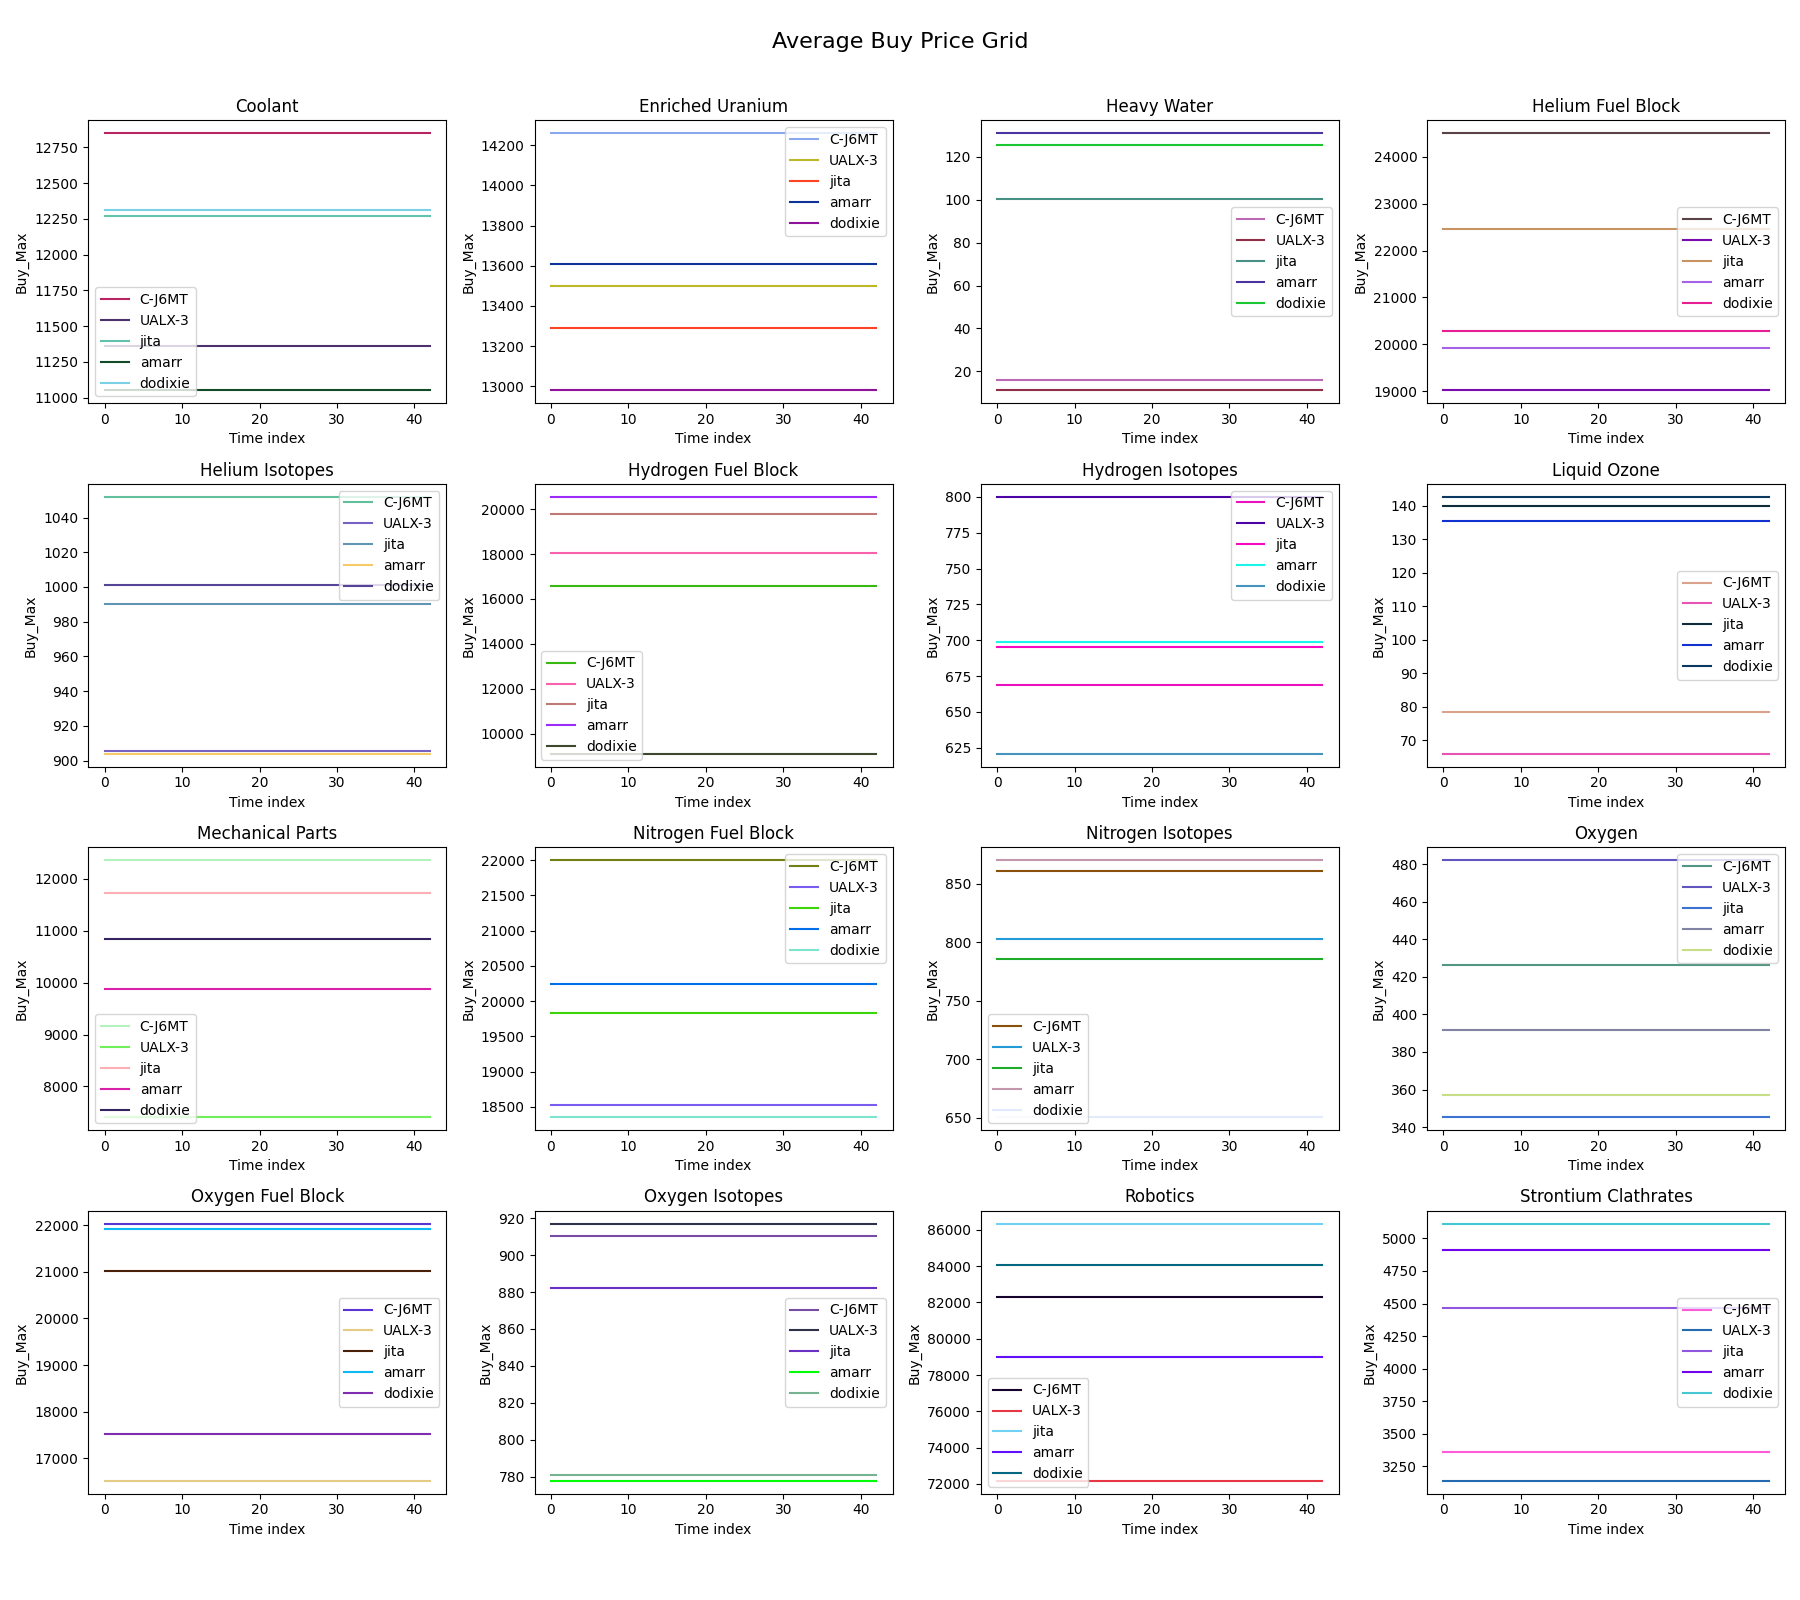 Average Buy Price Grid
Coolant
Buy_Max
12750
12500
12250
12000
11750
11500
11250
11000
C-J6MT
UALX-3
jita
amarr
dodixie
0 10 20 30 40
Time index
Enriched Uranium
Buy_Max
14200
14000
13800
13600
13400
13200
13000
C-J6MT
UALX-3
jita
amarr
dodixie
0 10 20 30 40
Time index
Heavy Water
Buy_Max
120
100
80
60
40
20
C-J6MT
UALX-3
jita
amarr
dodixie
0 10 20 30 40
Time index
Helium Fuel Block
Buy_Max
24000
23000
22000
21000
20000
19000
C-J6MT
UALX-3
jita
amarr
dodixie
0 10 20 30 40
Time index
Helium Isotopes
Buy_Max
1040
1020
1000
980
960
940
920
900
C-J6MT
UALX-3
jita
amarr
dodixie
0 10 20 30 40
Time index
Hydrogen Fuel Block
Buy_Max
20000
18000
16000
14000
12000
10000
C-J6MT
UALX-3
jita
amarr
dodixie
0 10 20 30 40
Time index
Hydrogen Isotopes
Buy_Max
800
775
750
725
700
675
650
625
C-J6MT
UALX-3
jita
amarr
dodixie
0 10 20 30 40
Time index
Liquid Ozone
Buy_Max
140
130
120
110
100
90
80
70
C-J6MT
UALX-3
jita
amarr
dodixie
0 10 20 30 40
Time index
Mechanical Parts
Buy_Max
12000
11000
10000
9000
8000
C-J6MT
UALX-3
jita
amarr
dodixie
0 10 20 30 40
Time index
Nitrogen Fuel Block
Buy_Max
22000
21500
21000
20500
20000
19500
19000
18500
C-J6MT
UALX-3
jita
amarr
dodixie
0 10 20 30 40
Time index
Nitrogen Isotopes
Buy_Max
850
800
750
700
650
C-J6MT
UALX-3
jita
amarr
dodixie
0 10 20 30 40
Time index
Oxygen
Buy_Max
480
460
440
420
400
380
360
340
C-J6MT
UALX-3
jita
amarr
dodixie
0 10 20 30 40
Time index
Oxygen Fuel Block
Buy_Max
22000
21000
20000
19000
18000
17000
C-J6MT
UALX-3
jita
amarr
dodixie
0 10 20 30 40
Time index
Oxygen Isotopes
Buy_Max
920
900
880
860
840
820
800
780
C-J6MT
UALX-3
jita
amarr
dodixie
0 10 20 30 40
Time index
Robotics
Buy_Max
86000
84000
82000
80000
78000
76000
74000
72000
C-J6MT
UALX-3
jita
amarr
dodixie
0 10 20 30 40
Time index
Strontium Clathrates
Buy_Max
5000
4750
4500
4250
4000
3750
3500
3250
C-J6MT
UALX-3
jita
amarr
dodixie
0 10 20 30 40
Time index